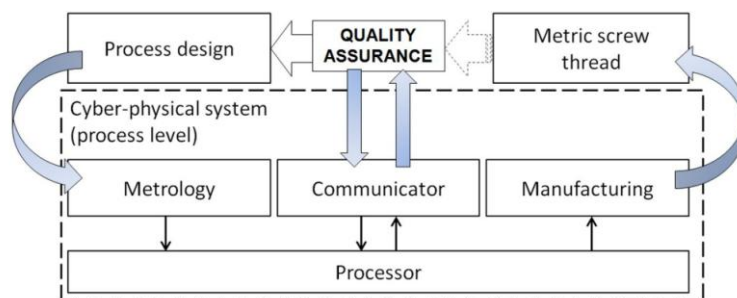 Process design
QUALITY
ASSURANCE
Metric screw
thread
Cyber-physical system
(process level)
Metrology
Communicator
Manufacturing
Processor